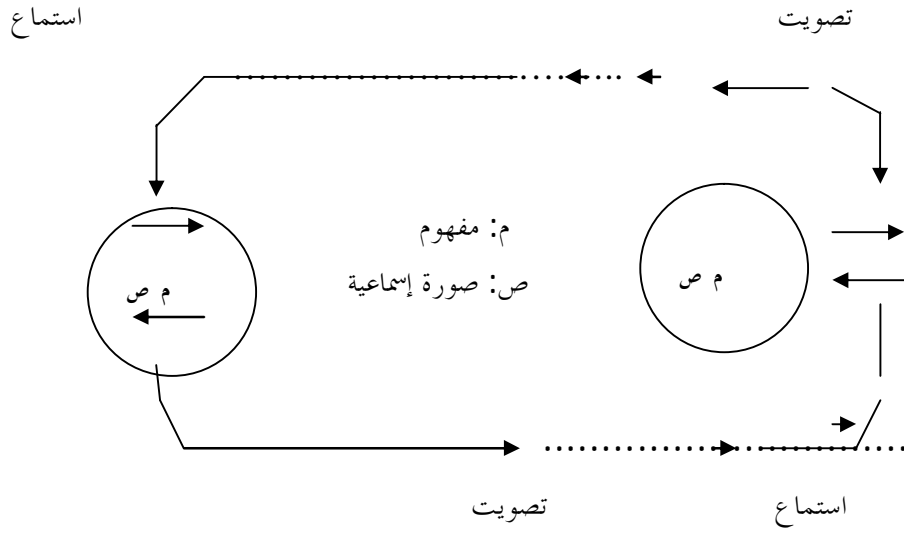 تصويت استماع
م: مفهوم
ص: صورة إسماعية
م ص
م ص
استماع تصويت